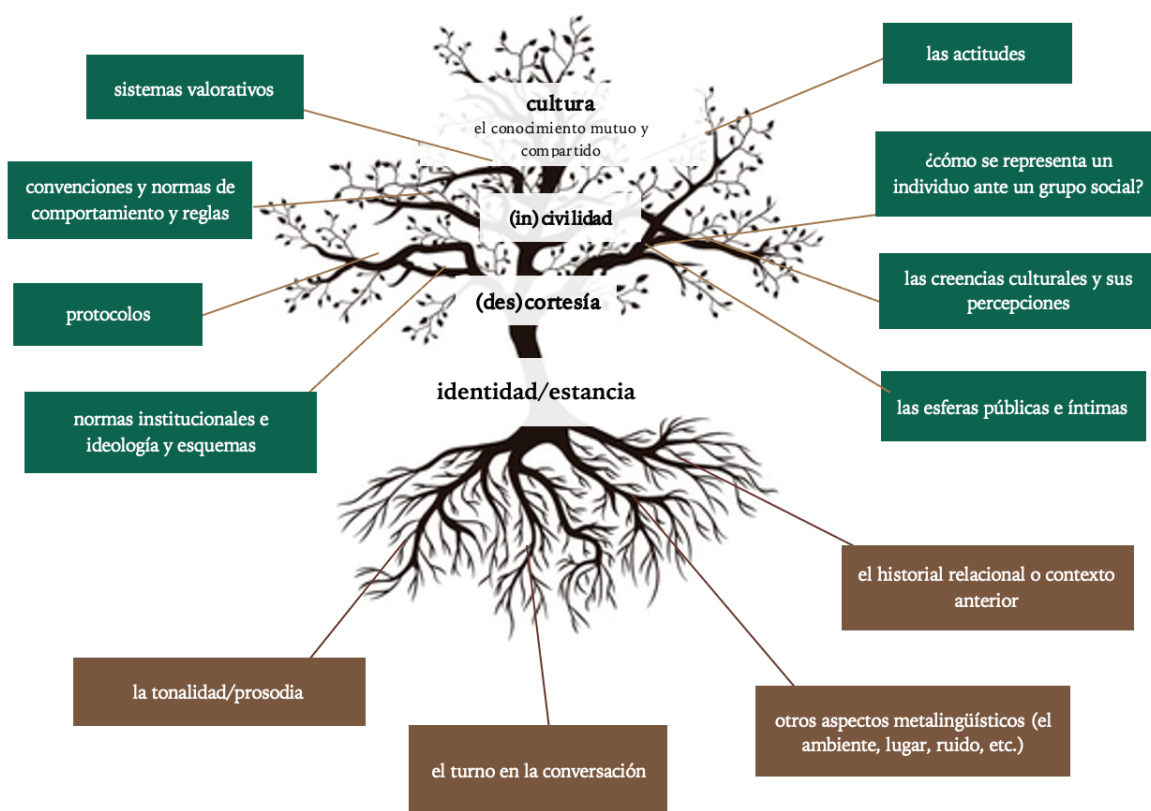 las actitudes
sistemas valorativos
cultura
el conocimiento mutuo y
compartido
¿cómo se representa un
individuo ante un grupo social?
convenciones y normas de
comportamiento y reglas
(in)civilidad
las creencias culturales y sus
percepciones
(des)cortesía
protocolos
identidad/estancia
las esferas públicas e íntimas
normas institucionales e
ideología y esquemas
el historial relacional o contexto
anterior
la tonalidad/prosodia
otros aspectos metalingüísticos (el
ambiente, lugar, ruido, etc.)
el turno en la conversación